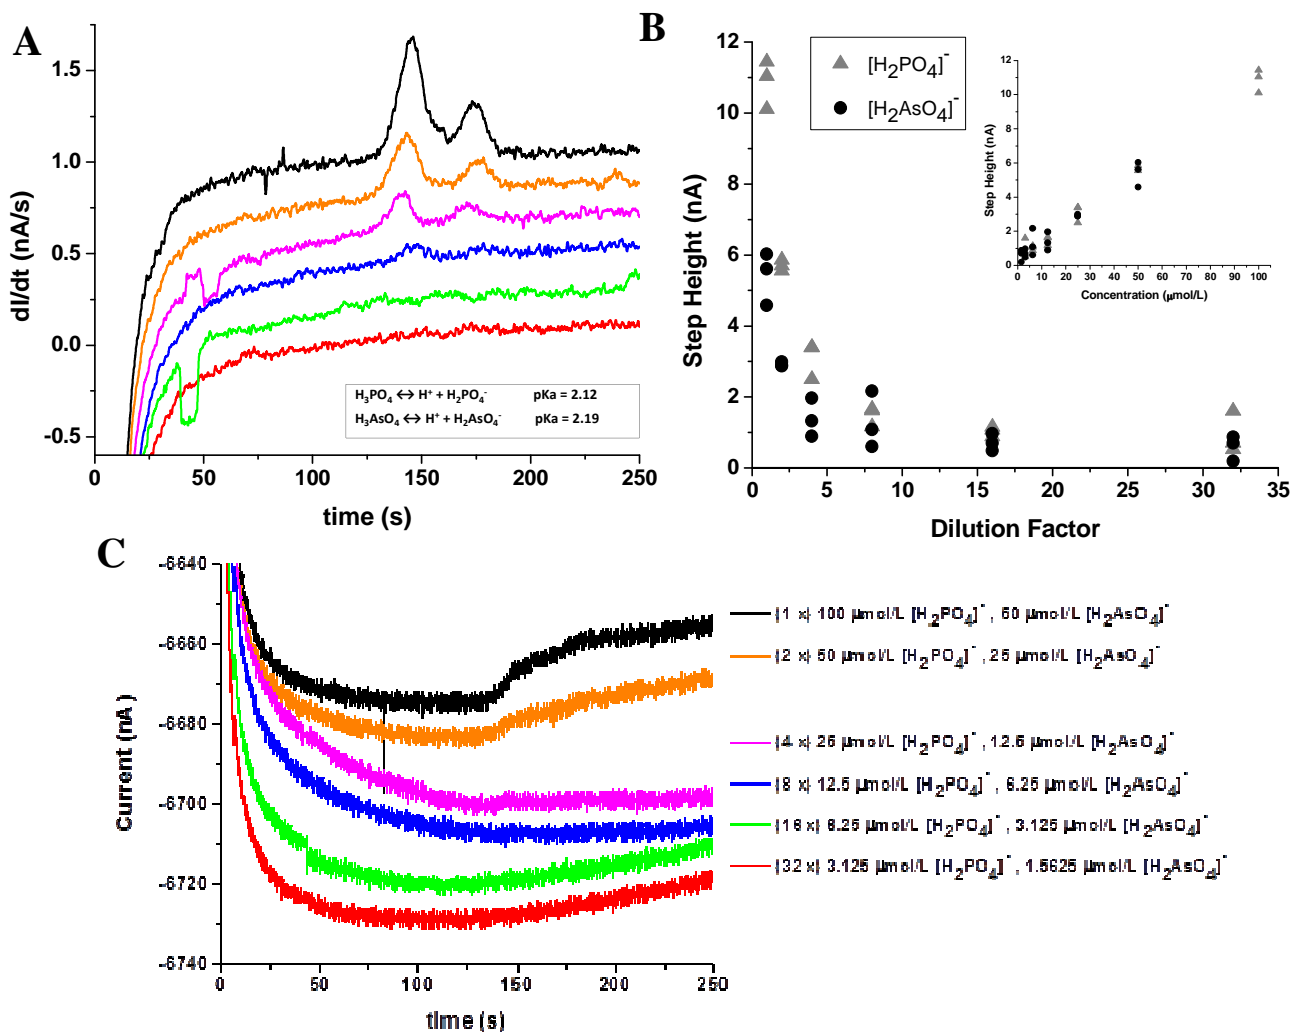 A
dI/dt (nA/s)
1.5
1.0
0.5
0.0
-0.5
0 50 100 150 200 250
time (s)
H₃PO₄ ↔ H⁺ + H₂PO₄⁻ pKa = 2.12
H₃AsO₄ ↔ H⁺ + H₂AsO₄⁻ pKa = 2.19
B
Step Height (nA)
12
10
8
6
4
2
0
0 5 10 15 20 25 30 35
Dilution Factor
[H₂PO₄]⁻
[H₂AsO₄]⁻
Step Height (nA)
12
10
8
6
4
2
0
0 10 20 30 40 50 60 70 80 90 100
Concentration (μmol/L)
C
Current (nA)
-6640
-6660
-6680
-6700
-6720
-6740
0 50 100 150 200 250
time (s)
(1 x) 100 μmol/L [H₂PO₄]⁻ , 50 μmol/L [H₂AsO₄]⁻
(2 x) 50 μmol/L [H₂PO₄]⁻ , 25 μmol/L [H₂AsO₄]⁻
(4 x) 25 μmol/L [H₂PO₄]⁻ , 12.5 μmol/L [H₂AsO₄]⁻
(8 x) 12.5 μmol/L [H₂PO₄]⁻ , 6.25 μmol/L [H₂AsO₄]⁻
(16 x) 6.25 μmol/L [H₂PO₄]⁻ , 3.125 μmol/L [H₂AsO₄]⁻
(32 x) 3.125 μmol/L [H₂PO₄]⁻ , 1.5625 μmol/L [H₂AsO₄]⁻